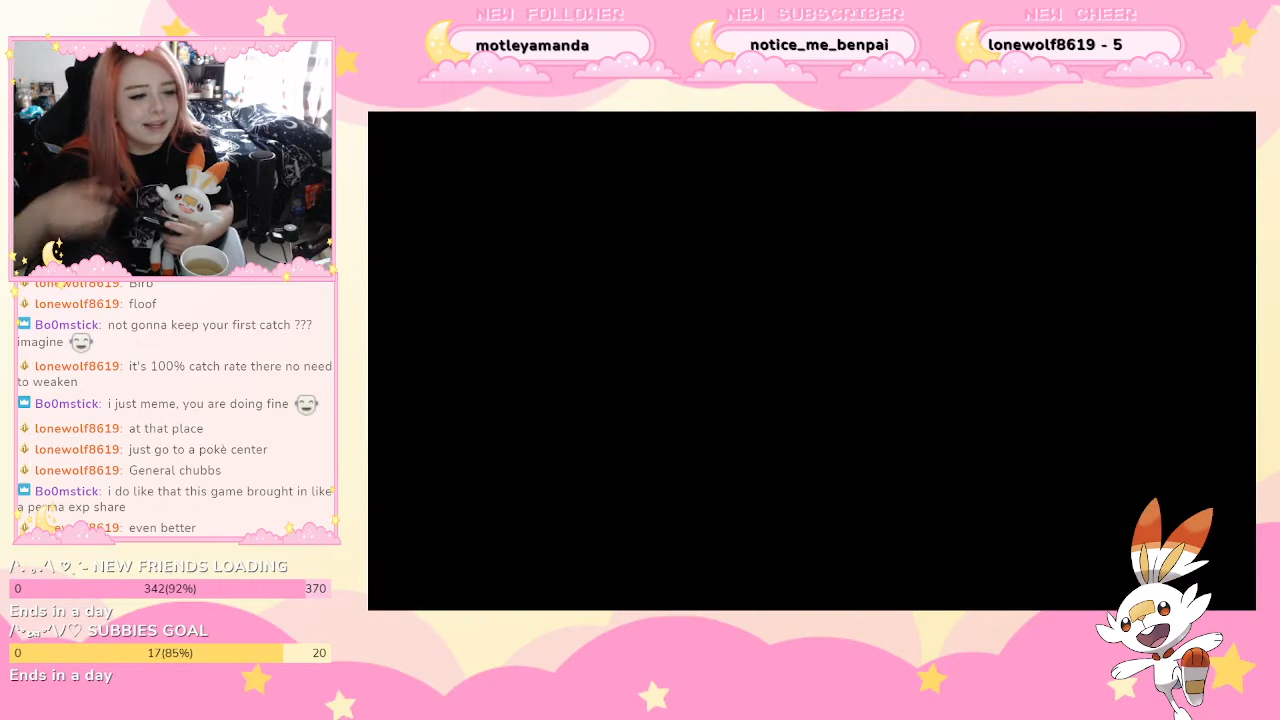 NEW FOLLOWER
NEW SUBSCRIBER
NEW CHEER
motleyamanda
notice_me_benpai
lonewolf8619 - 5
lonewolf8619: Birb
lonewolf8619: floof
Bo0mstick: not gonna keep your first catch ???
imagine
lonewolf8619: it's 100% catch rate there no need
to weaken
Bo0mstick: i just meme, you are doing fine
lonewolf8619: at that place
lonewolf8619: just go to a pokè center
lonewolf8619: General chubbs
Bo0mstick: i do like that this game brought in like
a perma exp share
lonewolf8619: even better
NEW FRIENDS LOADING
0 342(92%) 370
Ends in a day
SUBBIES GOAL
0 17(85%) 20
Ends in a day